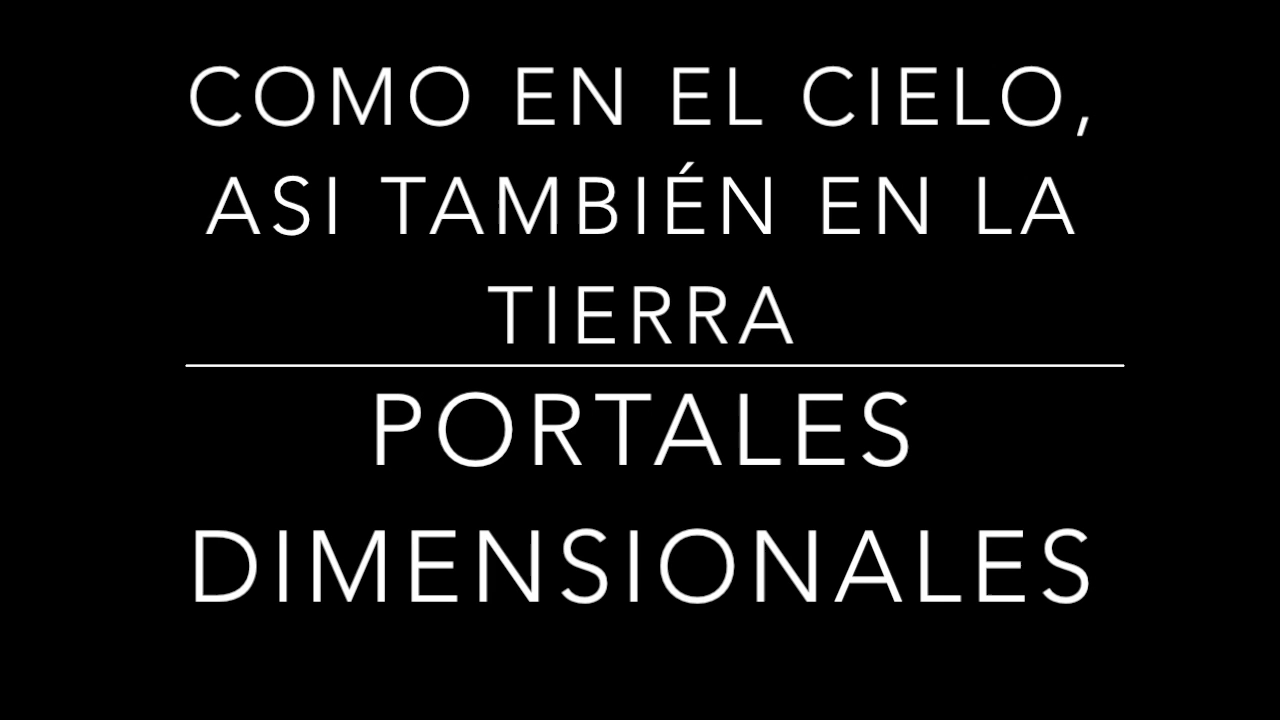 COMO EN EL CIELO,
ASI TAMBIÉN EN LA
TIERRA
PORTALES
DIMENSIONALES